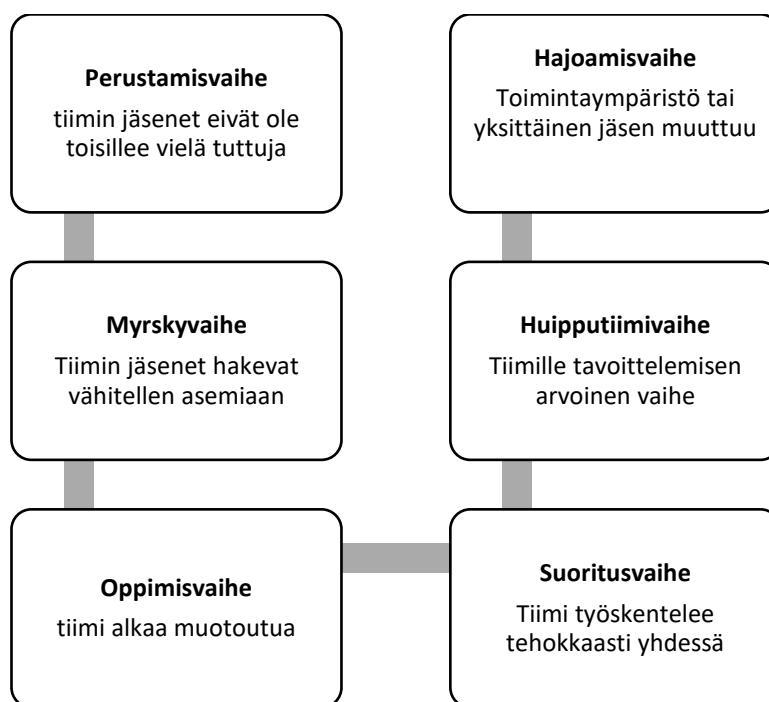 Perustamisvaihe
tiimin jäsenet eivät ole
toisillee vielä tuttuja
Myrskyvaihe
Tiimin jäsenet hakevat
vähitellen asemiaan
Oppimisvaihe
tiimi alkaa muotoutua
Suoritusvaihe
Tiimi työskentelee
tehokkaasti yhdessä
Huipputiimivaihe
Tiimille tavoittelemisen
arvoinen vaihe
Hajoamisvaihe
Toimintaympäristö tai
yksittäinen jäsen muuttuu